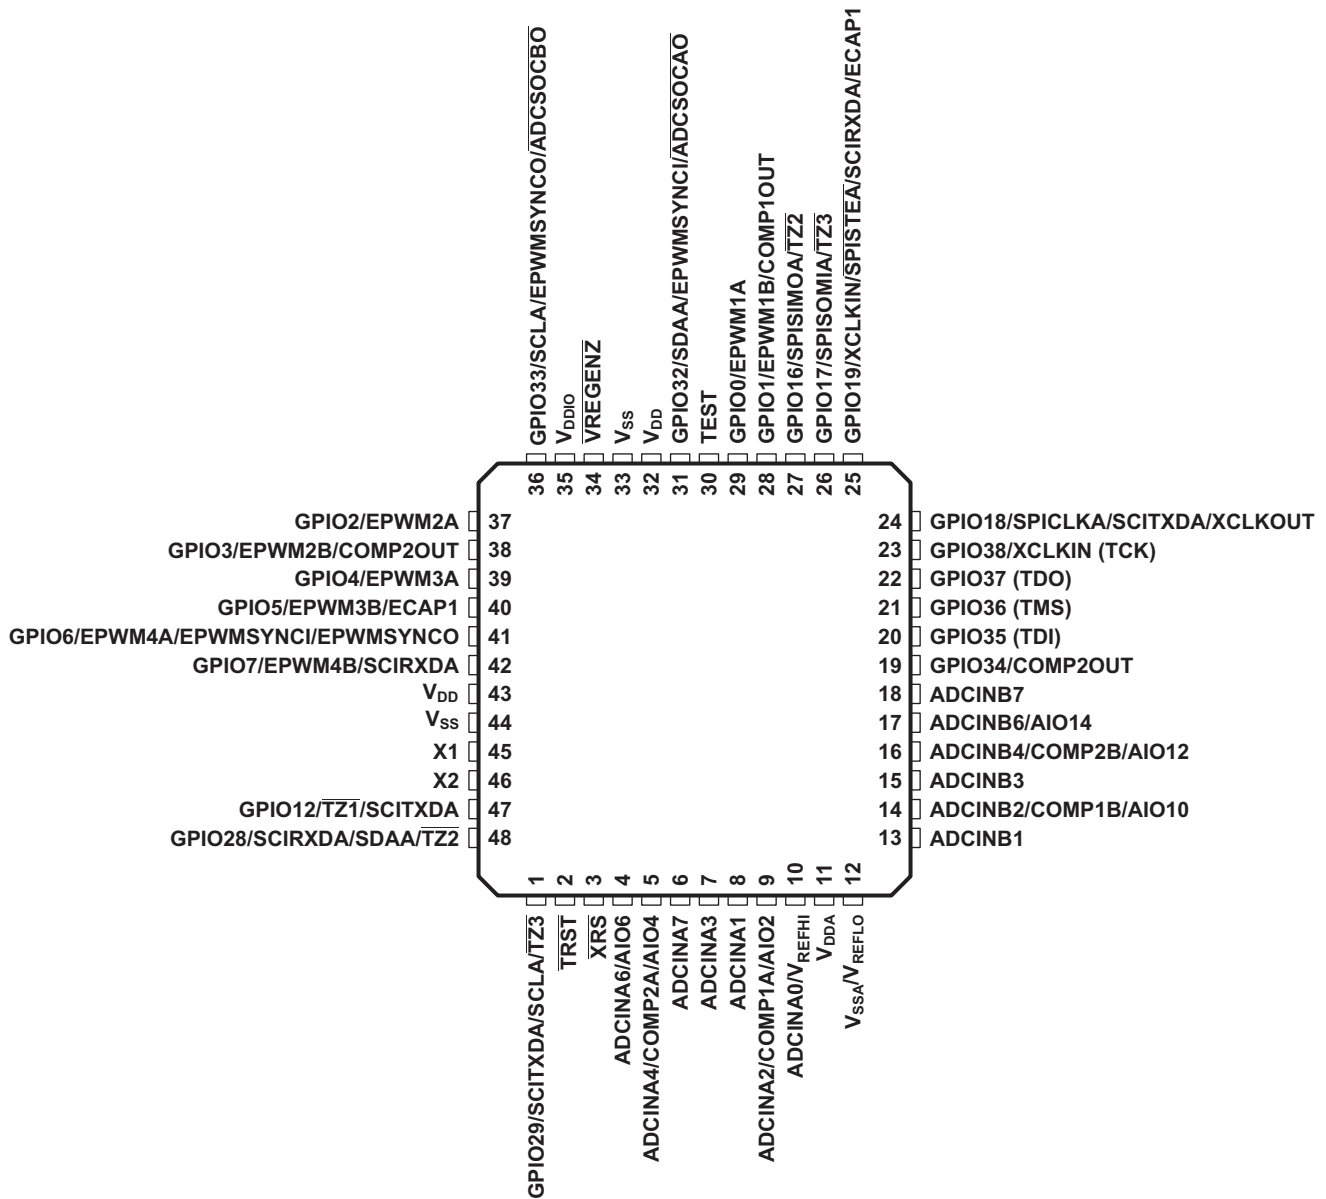 GPIO33/SCLA/EPWMSYNCO/ADCSOCBO
VDDIO
VREGENZ
VSS
VDD
GPIO32/SDAA/EPWMSYNCI/ADCSOCAO
TEST
GPIO0/EPWM1A
GPIO1/EPWM1B/COMP1OUT
GPIO16/SPISIMOA/TZ2
GPIO17/SPISOMIA/TZ3
GPIO19/XCLKIN/SPISTEA/SCIRXDA/ECAP1
36
35
34
33
32
31
30
29
28
27
26
25
GPIO2/EPWM2A 37
GPIO3/EPWM2B/COMP2OUT 38
GPIO4/EPWM3A 39
GPIO5/EPWM3B/ECAP1 40
GPIO6/EPWM4A/EPWMSYNCI/EPWMSYNCO 41
GPIO7/EPWM4B/SCIRXDA 42
VDD 43
VSS 44
X1 45
X2 46
GPIO12/TZ1/SCITXDA 47
GPIO28/SCIRXDA/SDAA/TZ2 48
24 GPIO18/SPICLKA/SCITXDA/XCLKOUT
23 GPIO38/XCLKIN (TCK)
22 GPIO37 (TDO)
21 GPIO36 (TMS)
20 GPIO35 (TDI)
19 GPIO34/COMP2OUT
18 ADCINB7
17 ADCINB6/AIO14
16 ADCINB4/COMP2B/AIO12
15 ADCINB3
14 ADCINB2/COMP1B/AIO10
13 ADCINB1
1
2
3
4
5
6
7
8
9
10
11
12
GPIO29/SCITXDA/SCLA/TZ3
TRST
XRS
ADCINA6/AIO6
ADCINA4/COMP2A/AIO4
ADCINA7
ADCINA3
ADCINA1
ADCINA2/COMP1A/AIO2
ADCINA0/VREFHI
VDDA
VSSA/VREFLO